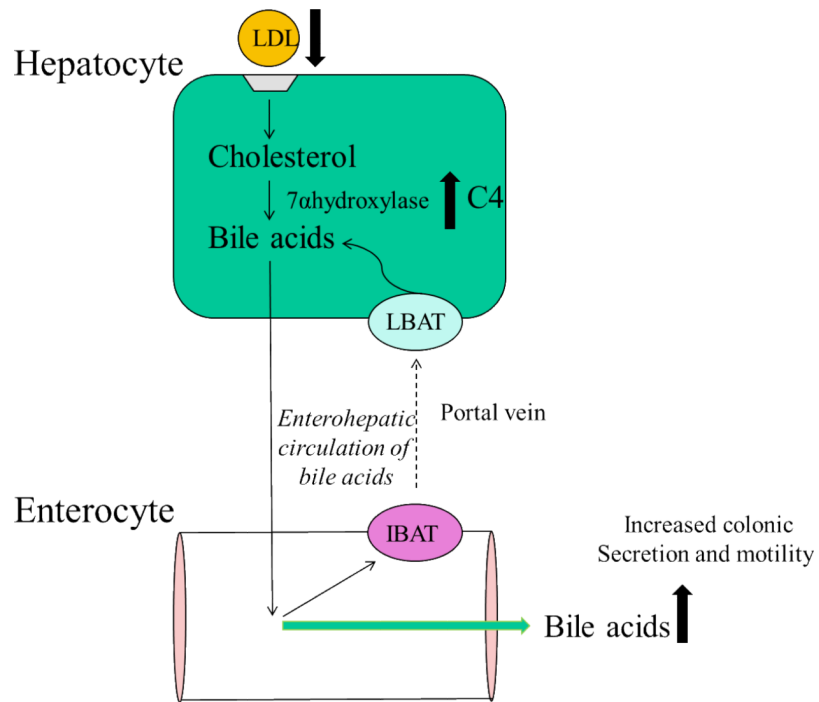 LDL
Hepatocyte
Cholesterol
7αhydroxylase
C4
Bile acids
LBAT
Enterohepatic
circulation of
bile acids
Portal vein
Enterocyte
IBAT
Increased colonic
Secretion and motility
Bile acids